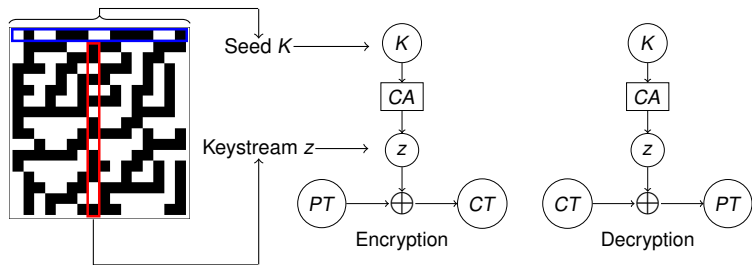 Seed K
K
K
CA
CA
Keystream z
z
z
PT
CT
CT
PT
Encryption
Decryption